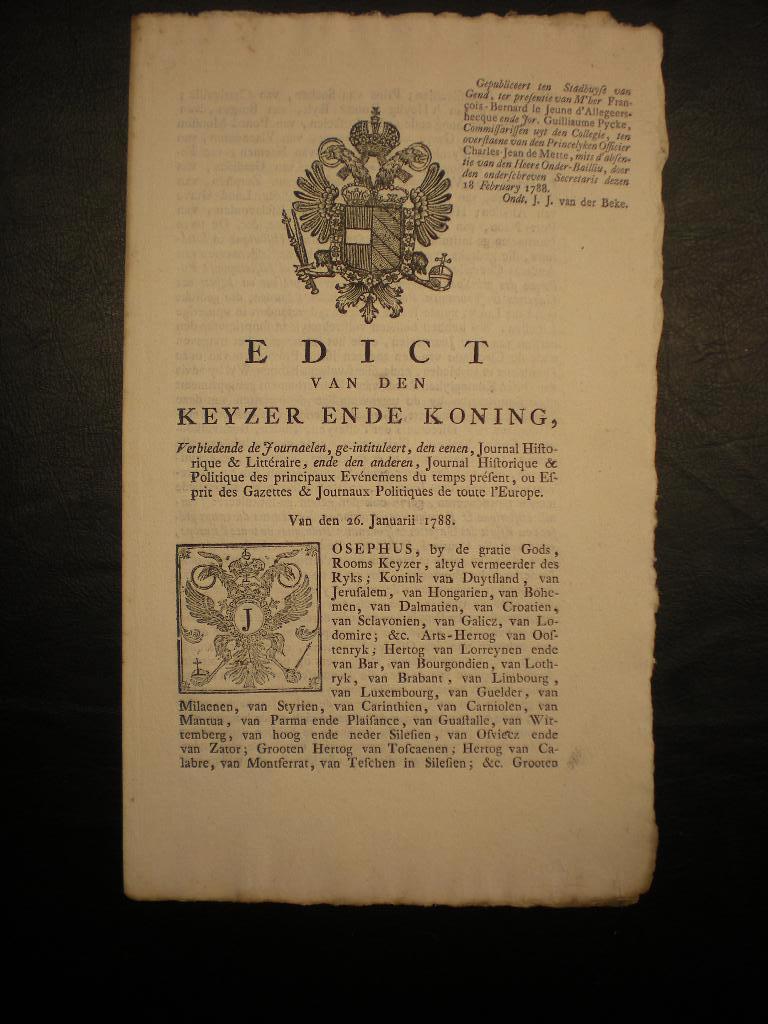 Gepubliceert ten Stadhuyſe van
Gend, ter preſentie van M'her Fran-
çois-Bernard le Jeune d'Allegeers-
hecque ende Jor. Guilliaume Pycke,
Commiſſariſſen uyt den Collegie, ten
overſtaene van den Princelyken Officier
Charles-Jean de Mette, mits d'abſen-
tie van den Heere Onder-Bailliu, door
den onderſchreven Secretaris dezen
18 February 1788.
Ondt. J. J. van der Beke.
EDICT
VAN DEN
KEYZER ENDE KONING,
Verbiedende de Journaelen, ge-intituleert, den eenen, Journal Hiſto-
rique & Littéraire, ende den anderen, Journal Hiſtorique &
Politique des principaux Evénemens du temps préſent, ou Eſ-
prit des Gazettes & Journaux Politiques de toute l'Europe.
Van den 26. Januarii 1788.
JOSEPHUS, by de gratie Gods,
Rooms Keyzer, altyd vermeerder des
Ryks; Konink van Duytſland, van
Jeruſalem, van Hongarien, van Bohe-
men, van Dalmatien, van Croatien,
van Sclavonien, van Galicz, van Lo-
domire; &c. Arts-Hertog van Ooſ-
tenryk; Hertog van Lorreynen ende
van Bar, van Bourgondien, van Loth-
ryk, van Brabant, van Limbourg,
van Luxembourg, van Guelder, van
Milaenen, van Styrien, van Carinthien, van Carniolen, van
Mantua, van Parma ende Plaiſance, van Guaſtalle, van Wir-
temberg, van hoog ende neder Sileſien, van Oſvietz ende
van Zator; Grooten Hertog van Toſcaenen; Hertog van Ca-
labre, van Montferrat, van Teſchen in Sileſien; &c. Grooten